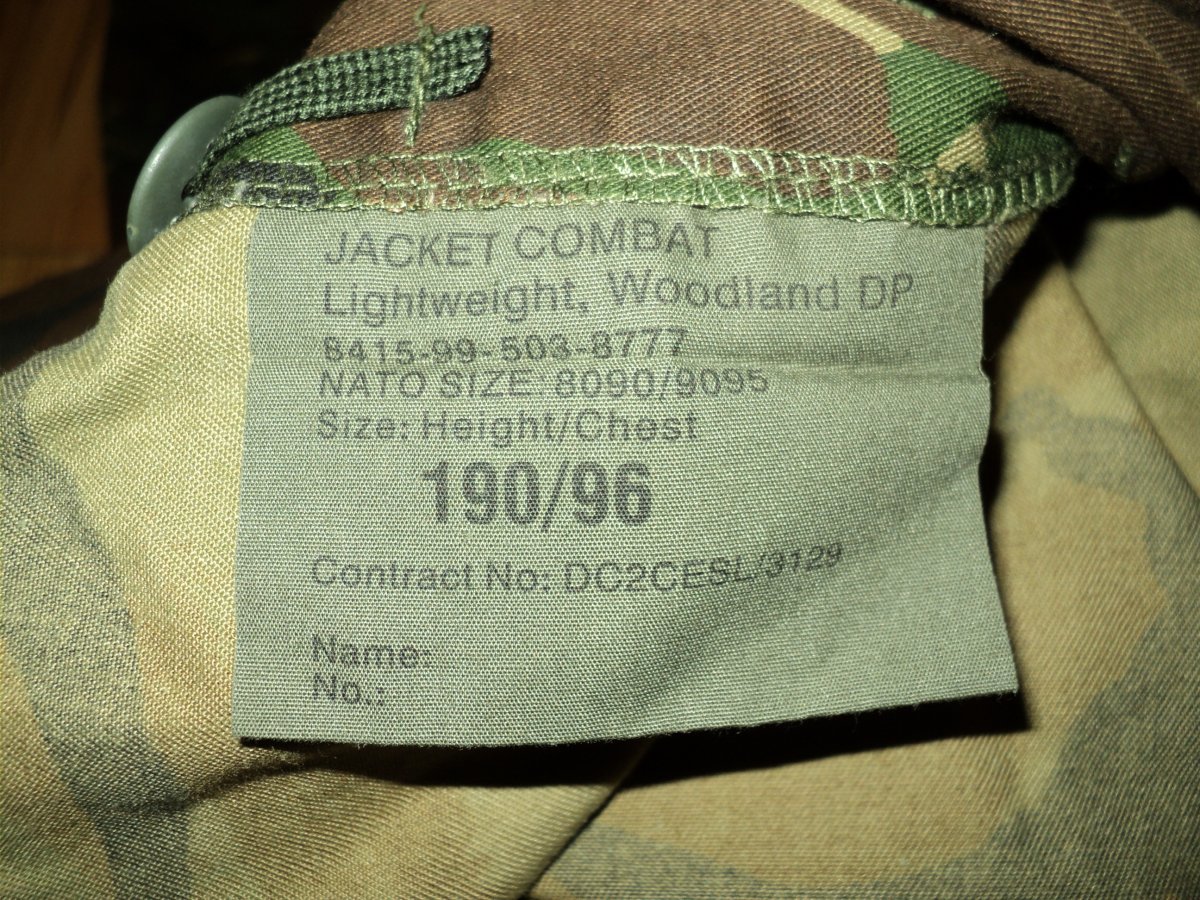 JACKET COMBAT
Lightweight, Woodland DP
8415-99-503-8777
NATO SIZE: 8090/9095
Size: Height/Chest
190/96
Contract No: DC2CESL/3129
Name:
No.: